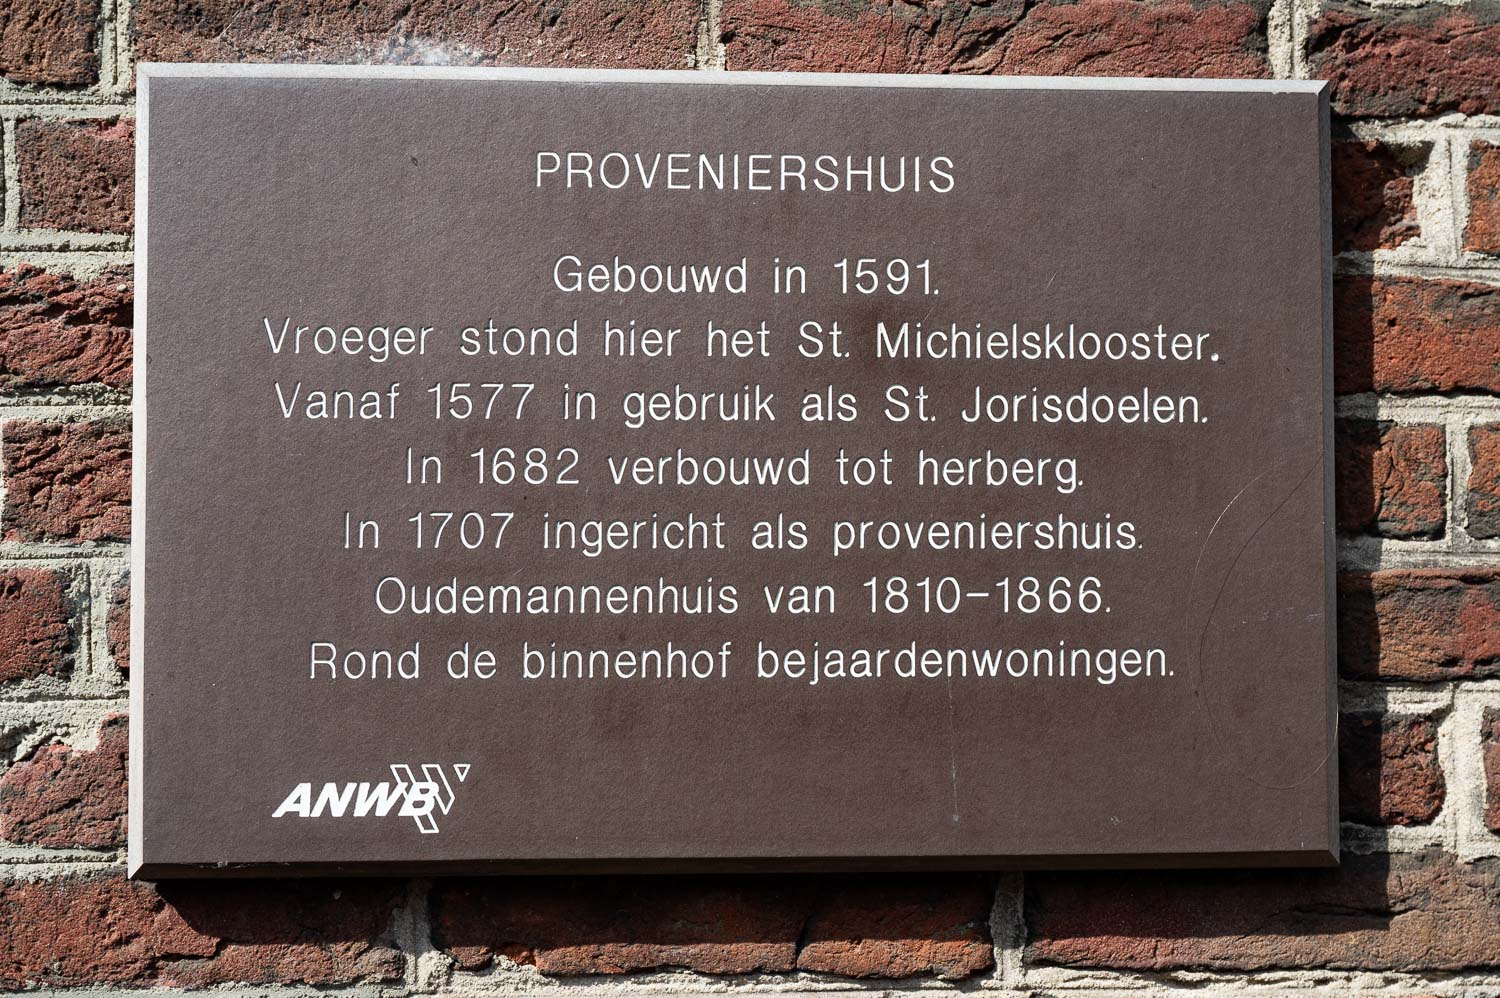 PROVENIERSHUIS
Gebouwd in 1591.
Vroeger stond hier het St. Michielsklooster.
Vanaf 1577 in gebruik als St. Jorisdoelen.
In 1682 verbouwd tot herberg.
In 1707 ingericht als proveniershuis.
Oudemannenhuis van 1810-1866.
Rond de binnenhof bejaardenwoningen.
ANWB